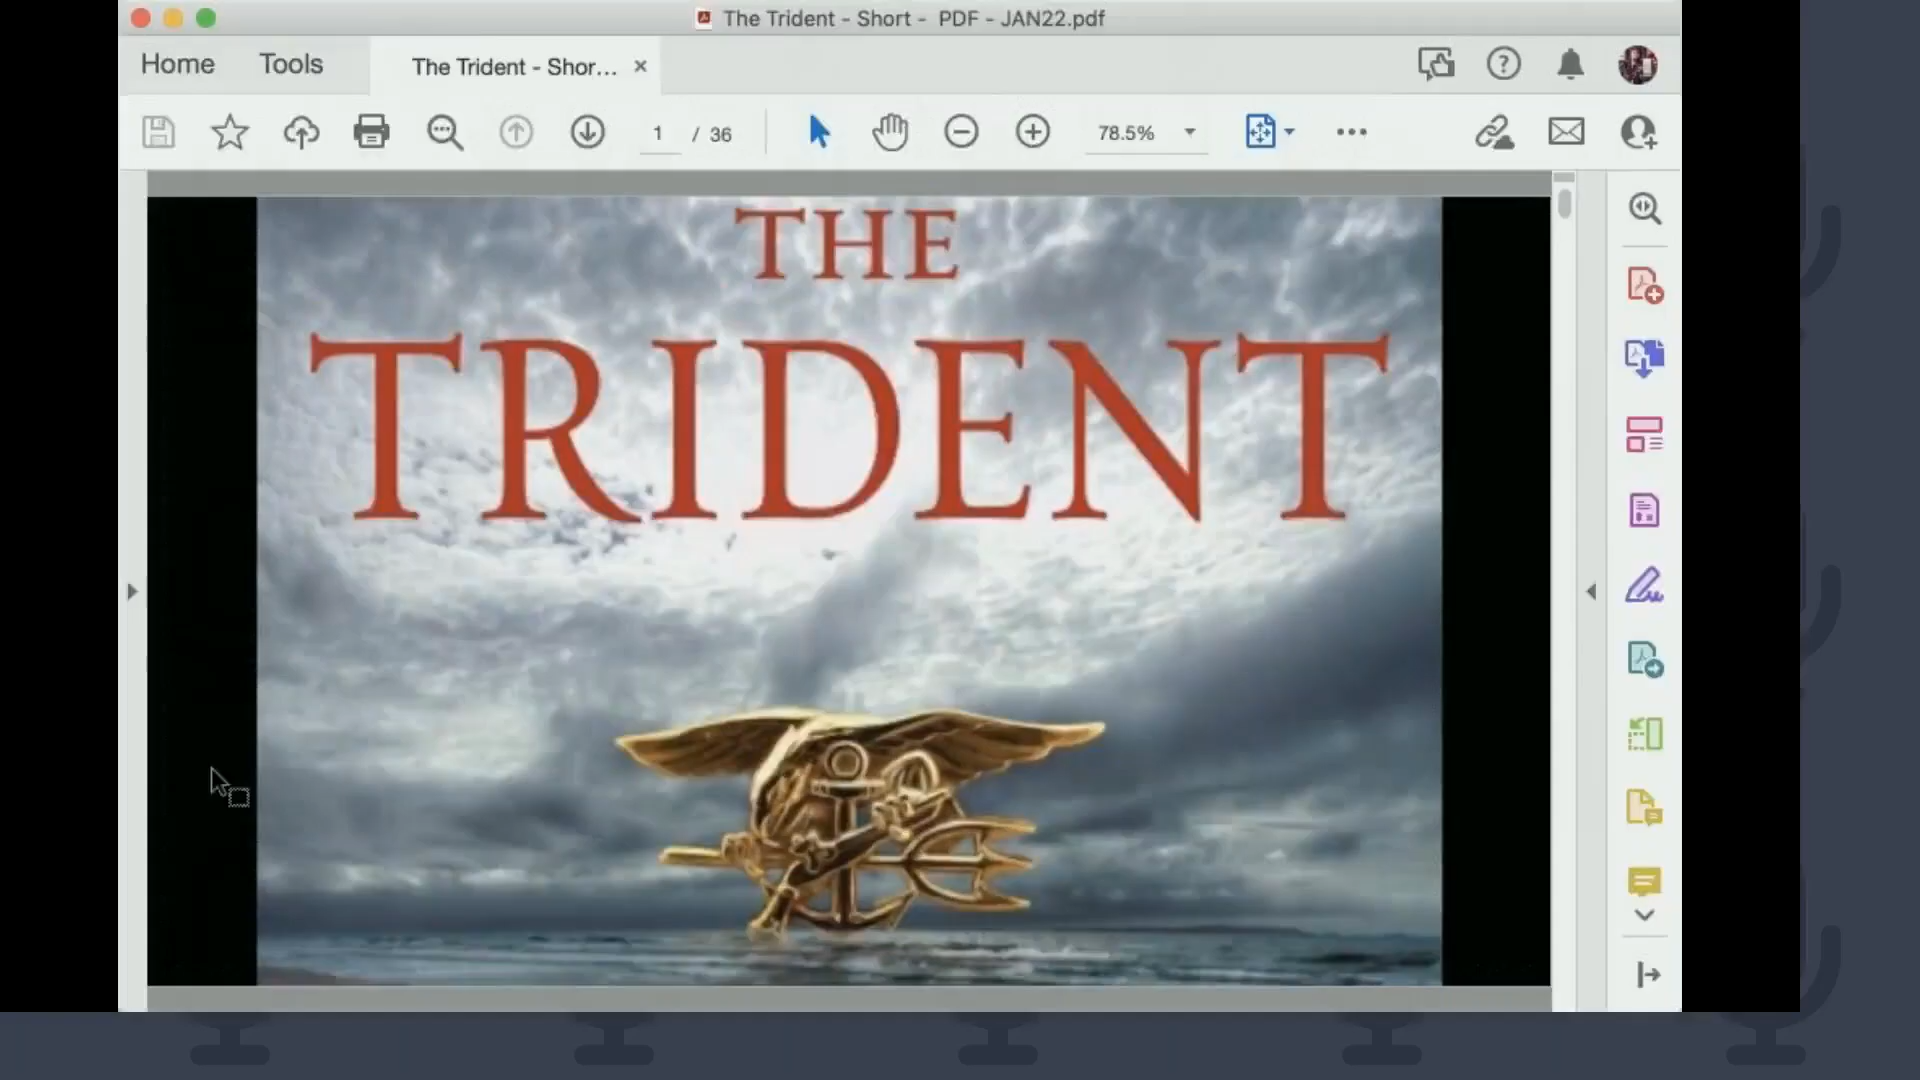 The Trident - Short - PDF - JAN22.pdf
Home
Tools
The Trident - Shor...
1 / 36
78.5%
THE
TRIDENT